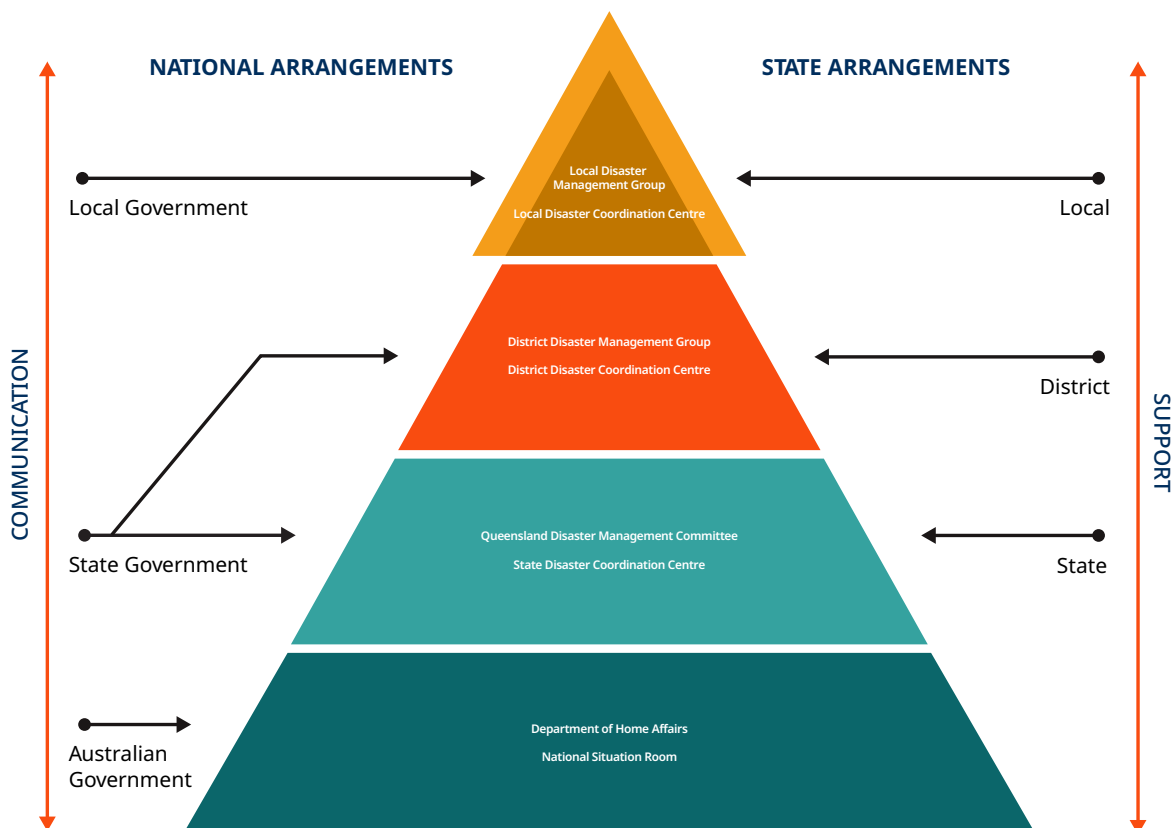 NATIONAL ARRANGEMENTS
STATE ARRANGEMENTS
Local Disaster
Management Group
Local Disaster Coordination Centre
Local Government
Local
District Disaster Management Group
District Disaster Coordination Centre
District
COMMUNICATION
SUPPORT
Queensland Disaster Management Committee
State Disaster Coordination Centre
State Government
State
Department of Home Affairs
National Situation Room
Australian
Government